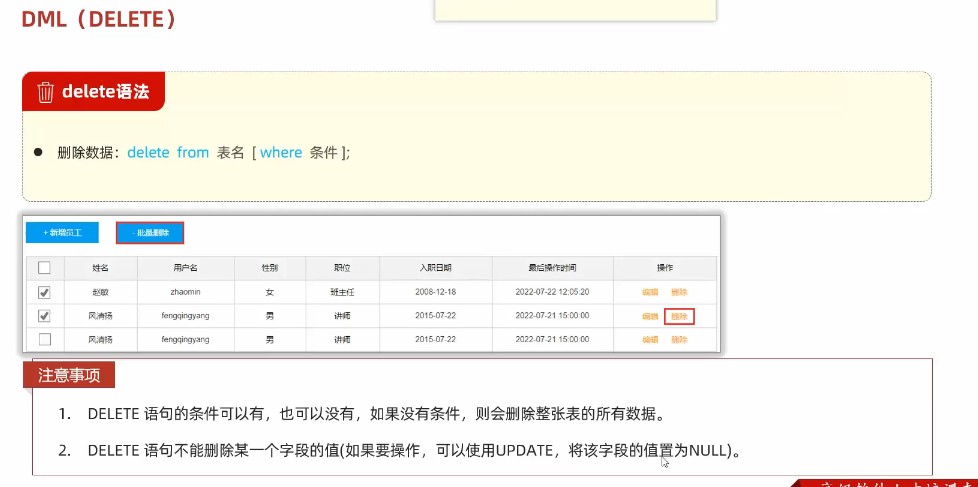 DML（DELETE）
delete语法
● 删除数据：delete from 表名 [ where 条件 ];
+ 新增员工 - 批量删除
姓名 用户名 性别 职位 入职日期 最后操作时间 操作
赵敏 zhaomin 女 班主任 2008-12-18 2022-07-22 12:05:20 编辑 删除
风清扬 fengqingyang 男 讲师 2015-07-22 2022-07-21 15:00:00 编辑 删除
风清扬 fengqingyang 男 讲师 2015-07-22 2022-07-21 15:00:00 编辑 删除
注意事项
1. DELETE 语句的条件可以有，也可以没有，如果没有条件，则会删除整张表的所有数据。
2. DELETE 语句不能删除某一个字段的值(如果要操作，可以使用UPDATE，将该字段的值置为NULL)。